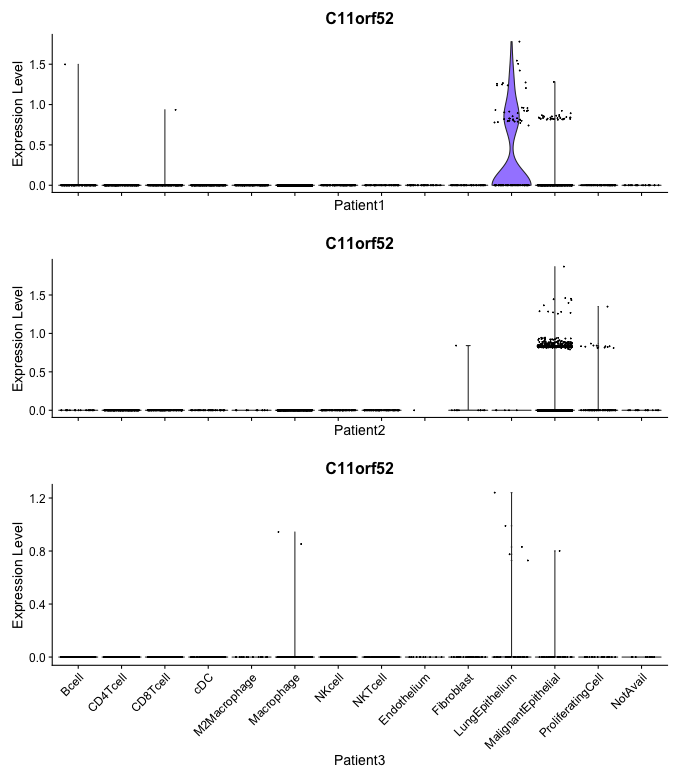 C11orf52
Expression Level
1.5
1.0
0.5
0.0
Patient1
C11orf52
Expression Level
1.5
1.0
0.5
0.0
Patient2
C11orf52
Expression Level
1.2
0.8
0.4
0.0
Bcell
CD4Tcell
CD8Tcell
cDC
M2Macrophage
Macrophage
NKcell
NKTcell
Endothelium
Fibroblast
LungEpithelium
MalignantEpithelial
ProliferatingCell
NotAvail
Patient3